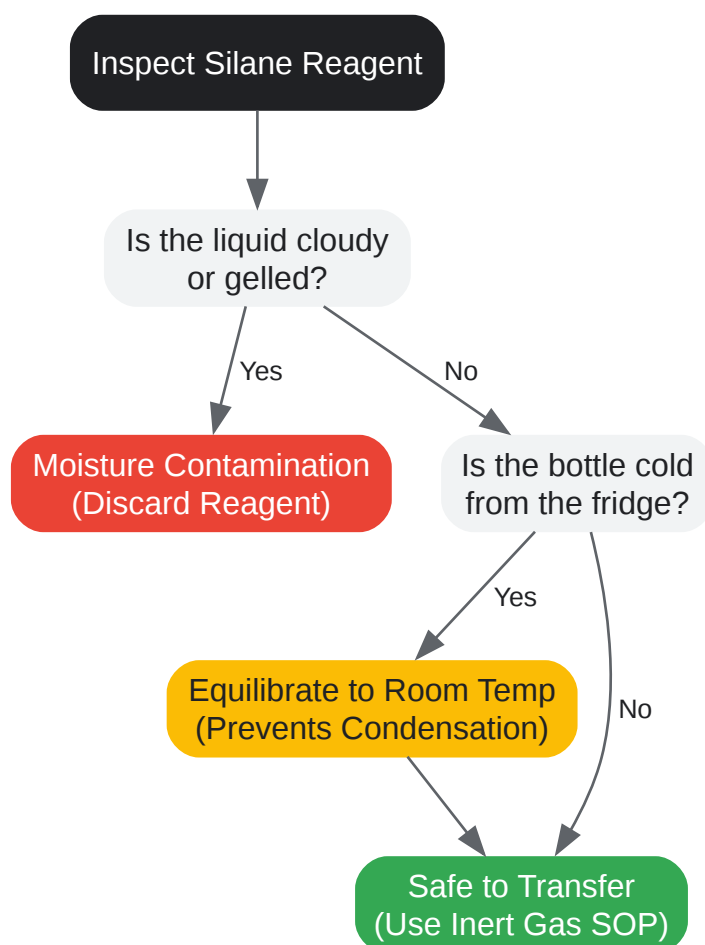 Inspect Silane Reagent
Is the liquid cloudy
or gelled?
Yes
No
Moisture Contamination
(Discard Reagent)
Is the bottle cold
from the fridge?
Yes
Equilibrate to Room Temp
(Prevents Condensation)
No
Safe to Transfer
(Use Inert Gas SOP)